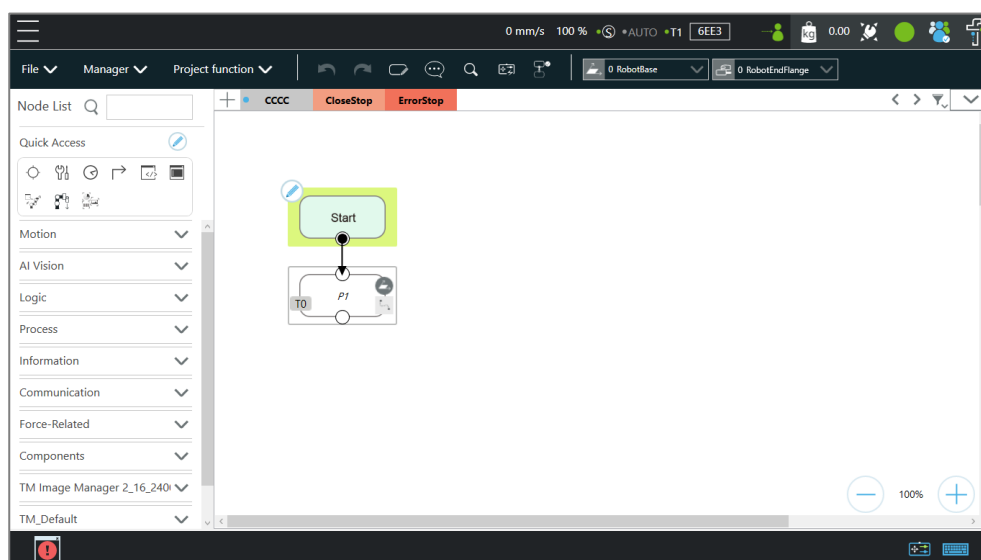 0 mm/s 100 % S AUTO T1 6EE3 kg 0.00
File Manager Project function 0 RobotBase 0 RobotEndFlange
Node List CCCC CloseStop ErrorStop
Quick Access
Start
Motion
AI Vision
Logic
T0 P1
Process
Information
Communication
Force-Related
Components
TM Image Manager 2_16_240
100%
TM_Default